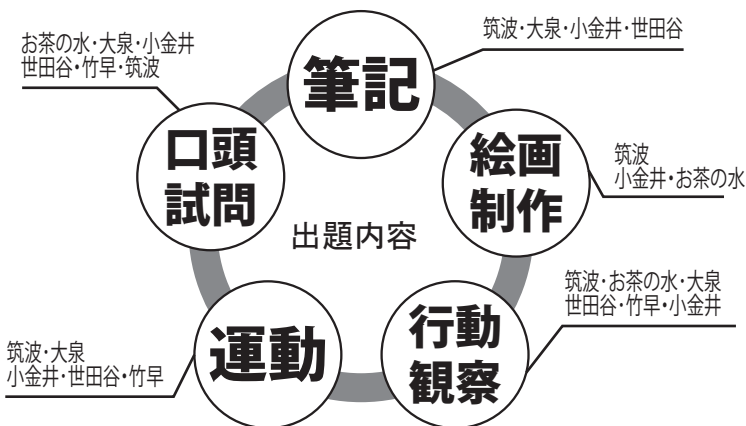 筆記
筑波・大泉・小金井・世田谷
お茶の水・大泉・小金井
世田谷・竹早・筑波
口頭
試問
絵画
制作
筑波
小金井・お茶の水
出題内容
運動
筑波・大泉
小金井・世田谷・竹早
行動
観察
筑波・お茶の水・大泉
世田谷・竹早・小金井